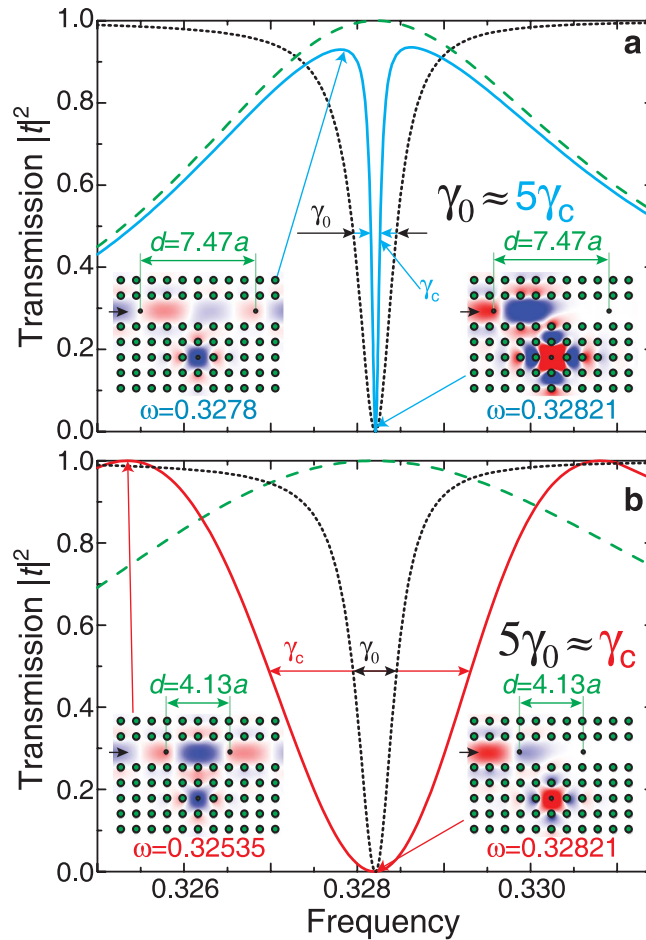 a
1.0
0.8
0.6
0.4
0.2
0.0
Transmission |t|²
γ₀ ≈ 5γc
γ₀
γc
d=7.47a
d=7.47a
ω=0.3278
ω=0.32821
b
1.0
0.8
0.6
0.4
0.2
0.0
Transmission |t|²
5γ₀ ≈ γc
γc
γ₀
d=4.13a
d=4.13a
ω=0.32535
ω=0.32821
0.326
0.328
0.330
Frequency